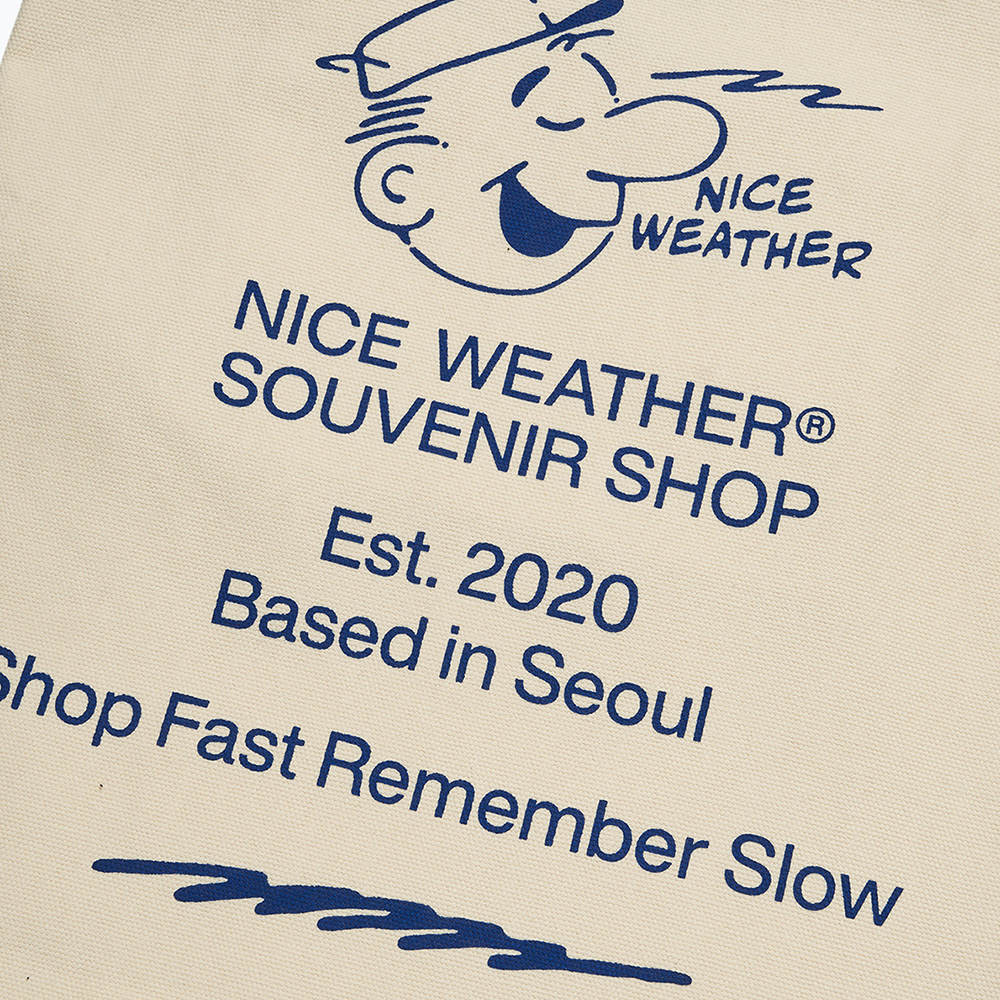 NICE
WEATHER
NICE WEATHER®
SOUVENIR SHOP
Est. 2020
Based in Seoul
Shop Fast Remember Slow